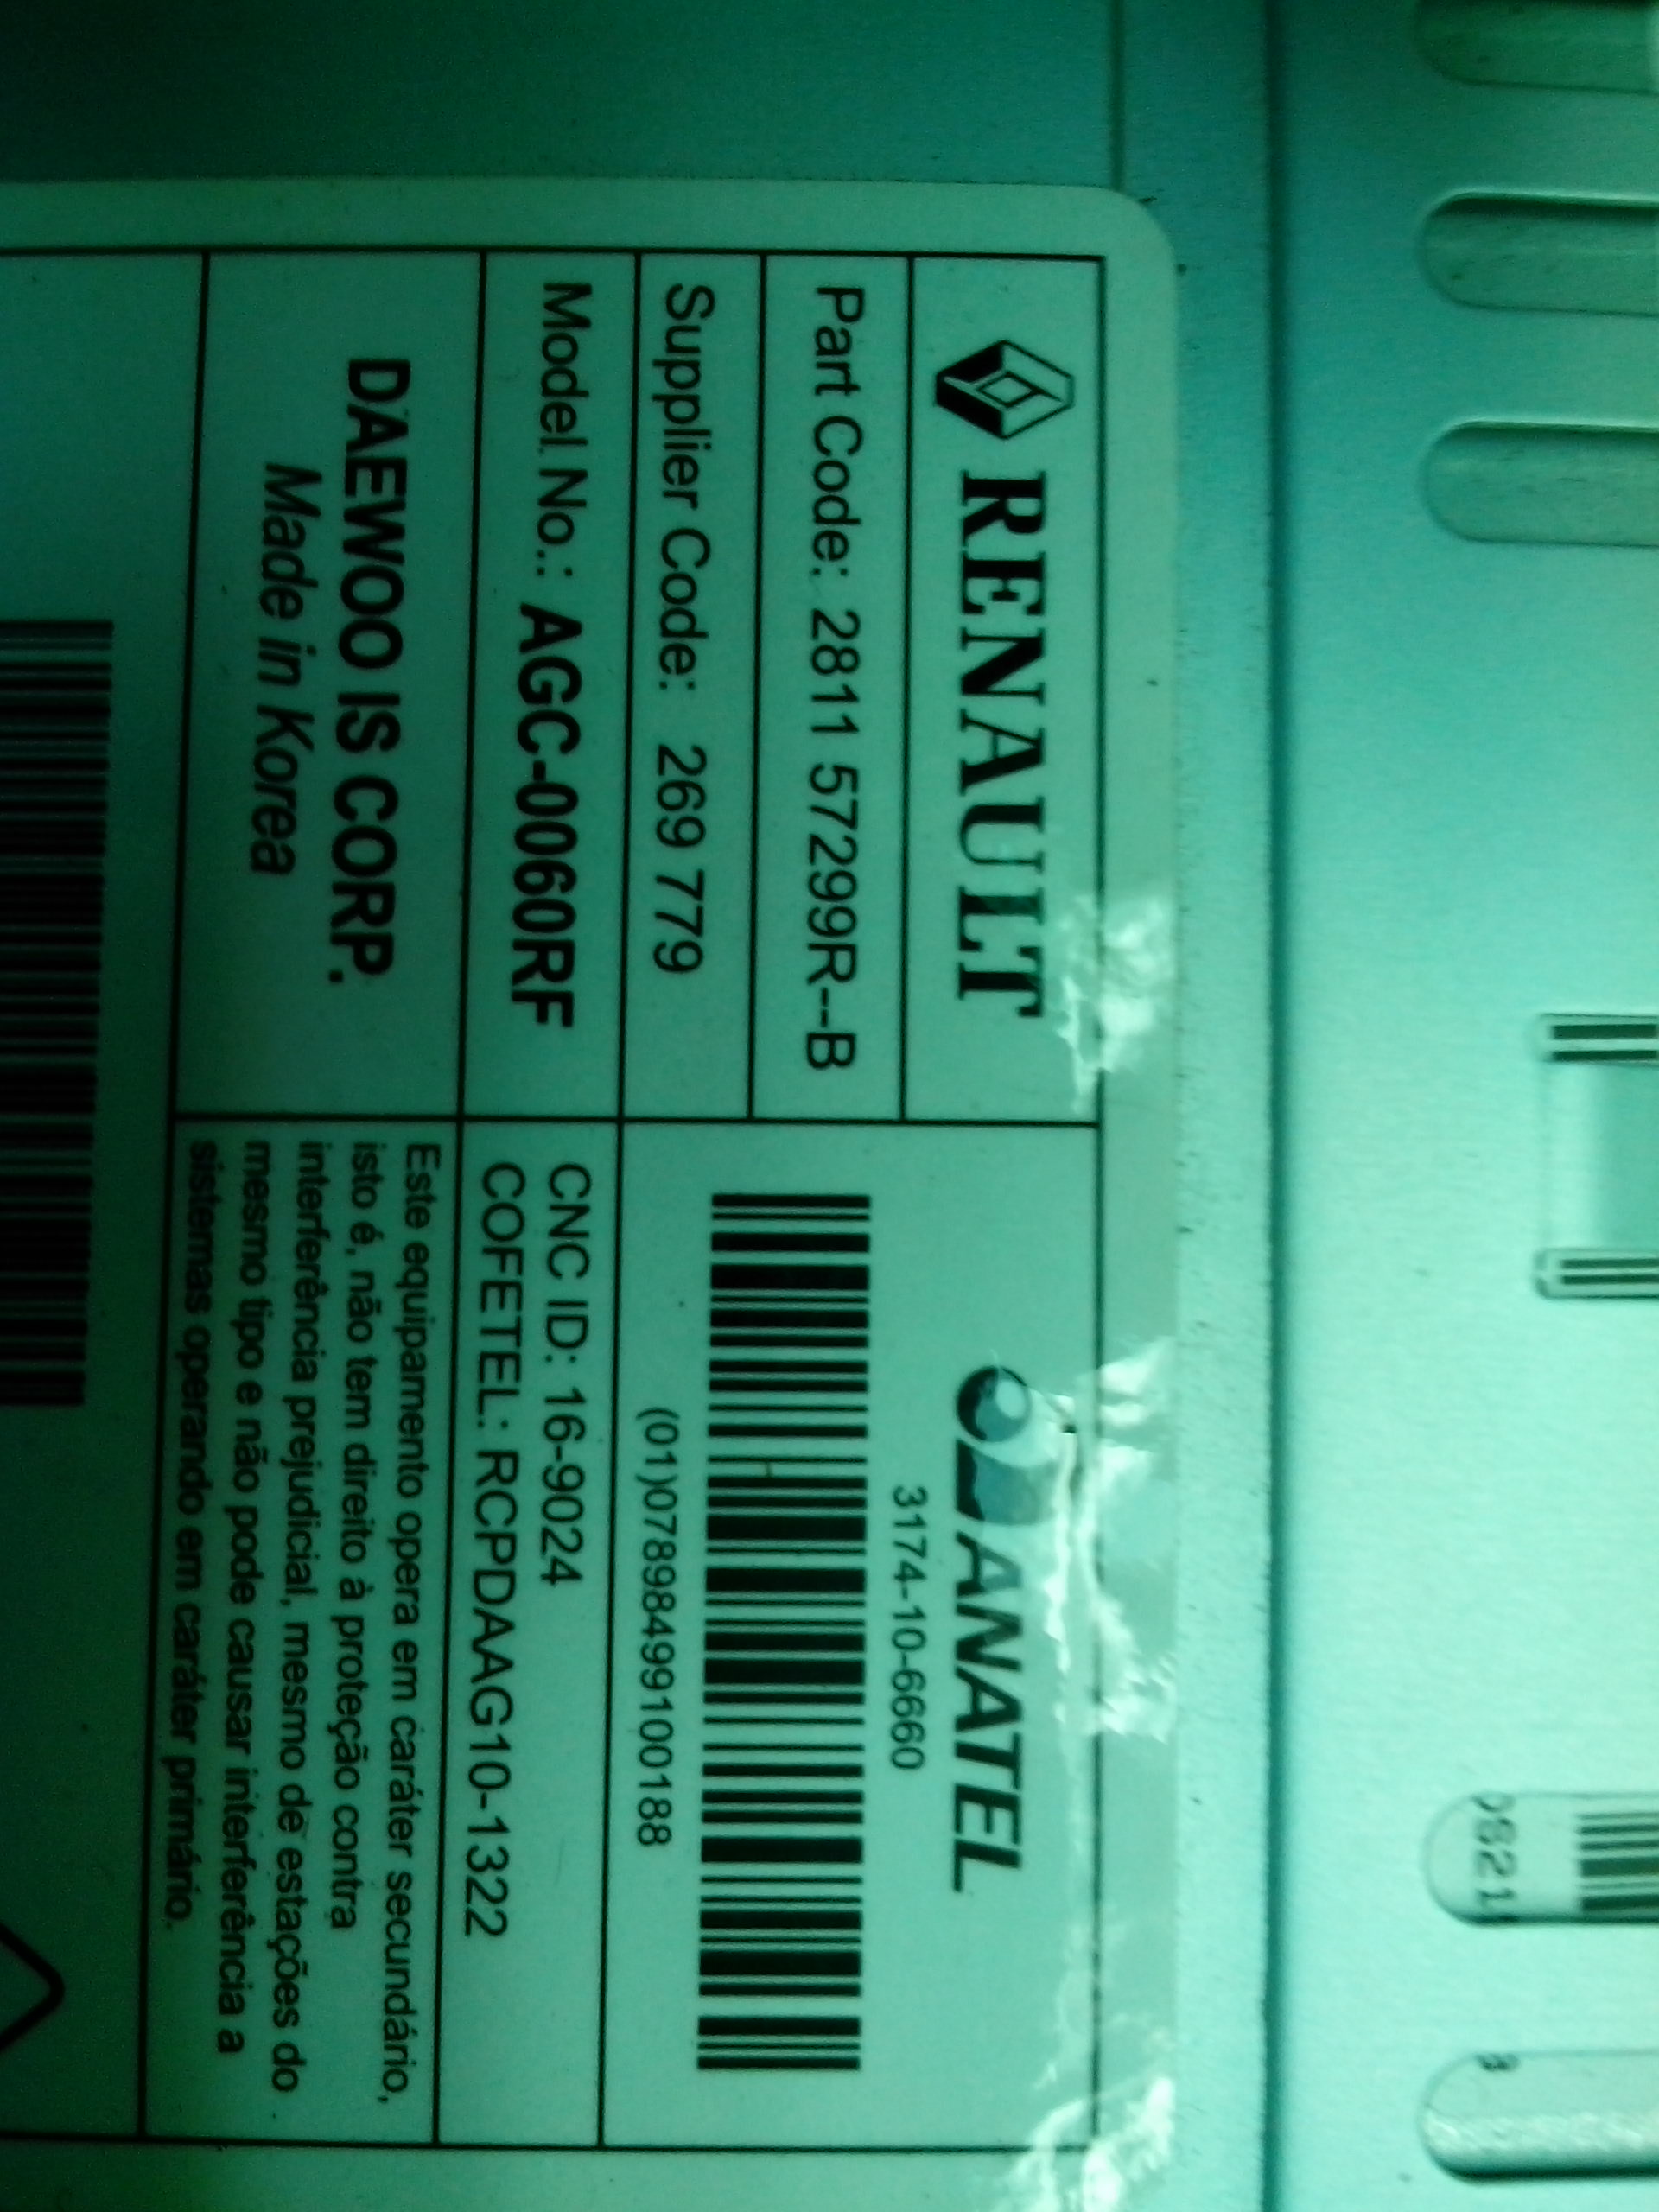 RENAULT
Part Code: 2811 57299R--B
Supplier Code: 269 779
Model No.: AGC-0060RF
DAEWOO IS CORP.
Made in Korea
ANATEL
3174-10-6660
(01)07898499100188
CNC ID: 16-9024
COFETEL: RCPDAAG10-1322
Este equipamento opera em caráter secundário,
isto é, não tem direito à proteção contra
interferência prejudicial, mesmo de estações do
mesmo tipo e não pode causar interferência a
sistemas operando em caráter primário.